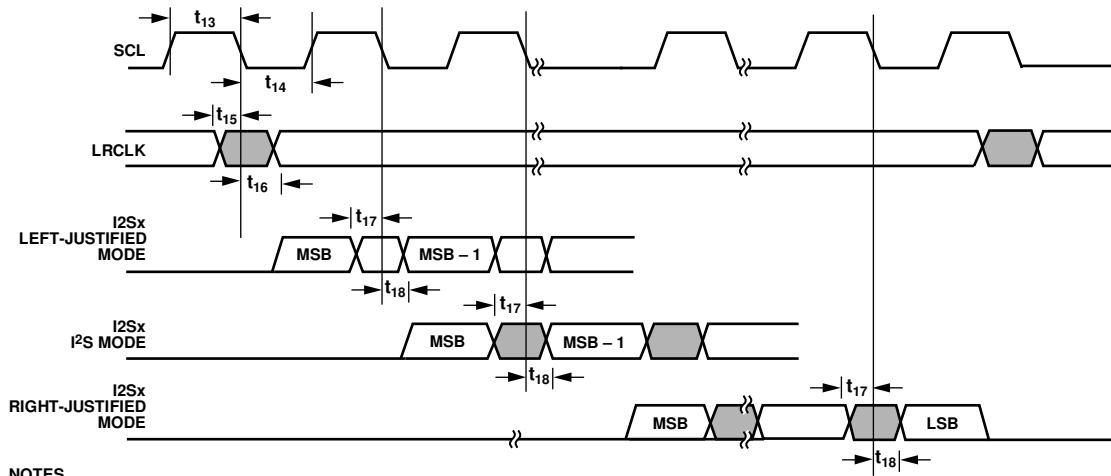 t13
SCL
t14
t15
LRCLK
t16
I2Sx
LEFT-JUSTIFIED
MODE
t17
MSB
MSB – 1
t18
I2Sx
I2S MODE
t17
MSB
MSB – 1
t18
I2Sx
RIGHT-JUSTIFIED
MODE
t17
MSB
LSB
t18
NOTES